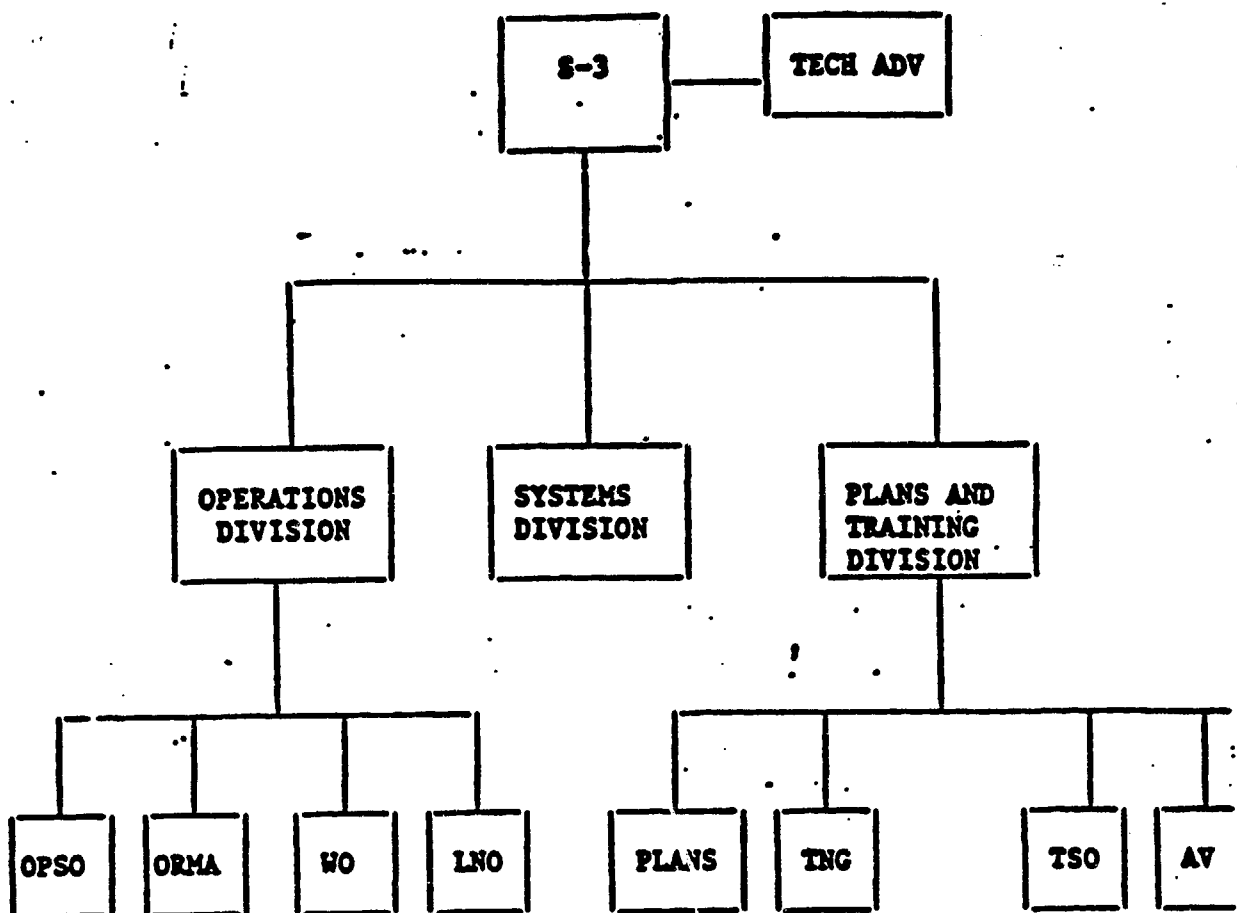 S-3
TECH ADV
OPERATIONS
DIVISION
SYSTEMS
DIVISION
PLANS AND
TRAINING
DIVISION
OPSO
ORMA
WO
LNO
PLANS
TNG
TSO
AV